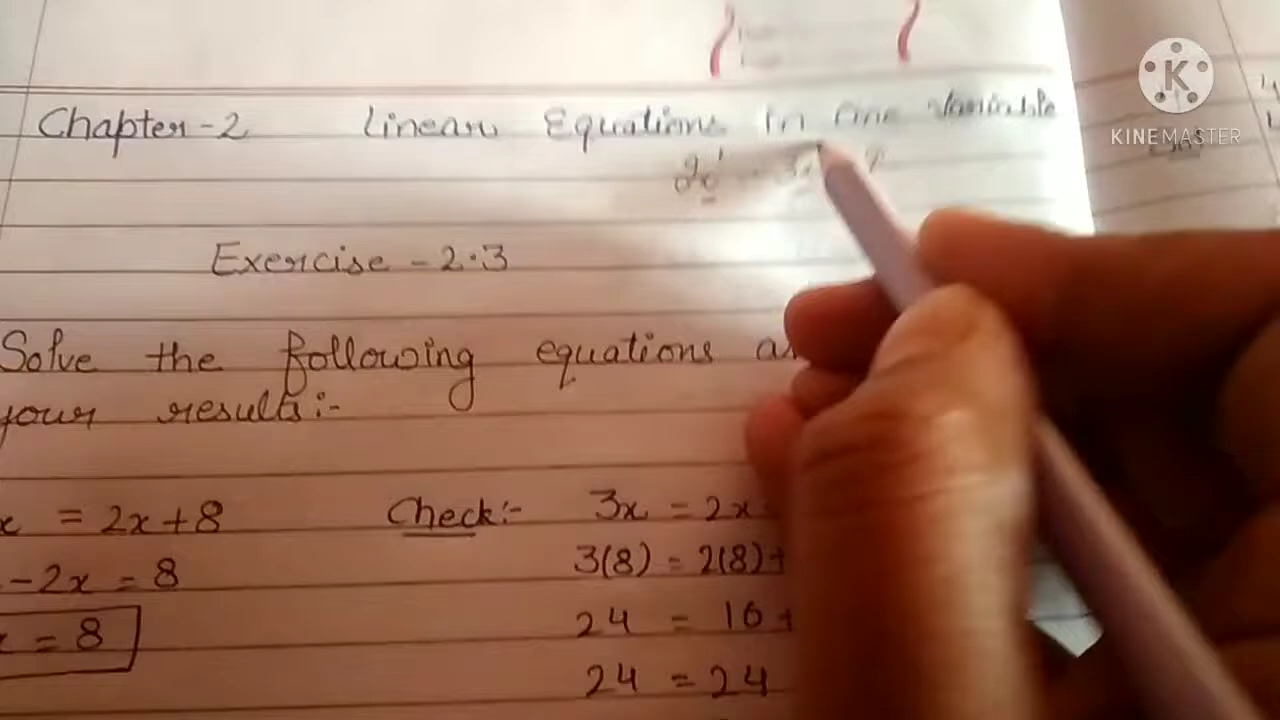 Chapter-2 Linear Equations in one Variable
KINEMASTER
Exercise - 2.3
Solve the following equations
your results:-
x = 2x+8 Check:- 3x = 2x
-2x = 8 3(8) = 2(8)+
24 = 16+
x = 8
24 = 24